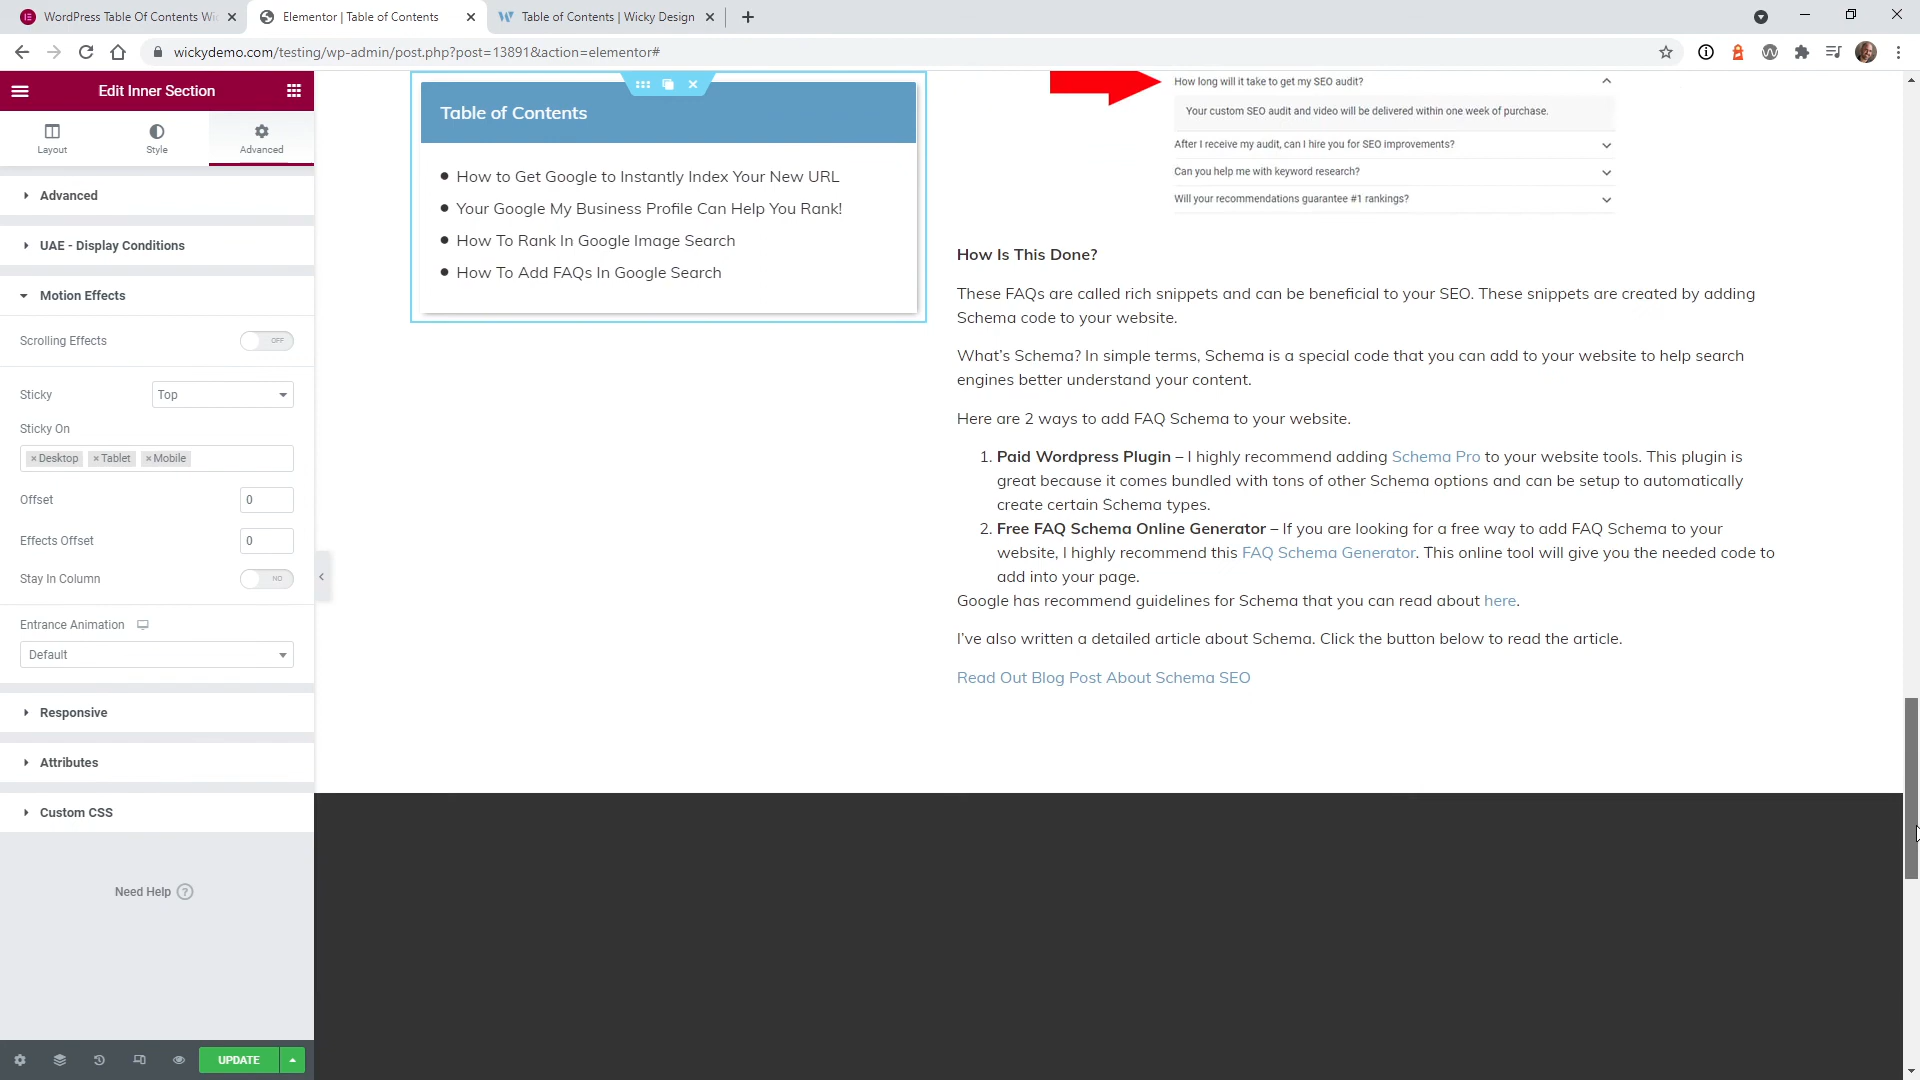 WordPress Table Of Contents Wi
Elementor | Table of Contents
Table of Contents | Wicky Design
wickydemo.com/testing/wp-admin/post.php?post=13891&action=elementor#
Edit Inner Section
Layout
Style
Advanced
Advanced
UAE - Display Conditions
Motion Effects
Scrolling Effects
OFF
Sticky
Top
Sticky On
×Desktop ×Tablet ×Mobile
Offset
0
Effects Offset
0
Stay In Column
NO
Entrance Animation
Default
Responsive
Attributes
Custom CSS
Need Help ?
UPDATE
Table of Contents
How to Get Google to Instantly Index Your New URL
Your Google My Business Profile Can Help You Rank!
How To Rank In Google Image Search
How To Add FAQs In Google Search
How long will it take to get my SEO audit?
Your custom SEO audit and video will be delivered within one week of purchase.
After I receive my audit, can I hire you for SEO improvements?
Can you help me with keyword research?
Will your recommendations guarantee #1 rankings?
How Is This Done?
These FAQs are called rich snippets and can be beneficial to your SEO. These snippets are created by adding
Schema code to your website.
What’s Schema? In simple terms, Schema is a special code that you can add to your website to help search
engines better understand your content.
Here are 2 ways to add FAQ Schema to your website.
1. Paid Wordpress Plugin – I highly recommend adding Schema Pro to your website tools. This plugin is
great because it comes bundled with tons of other Schema options and can be setup to automatically
create certain Schema types.
2. Free FAQ Schema Online Generator – If you are looking for a free way to add FAQ Schema to your
website, I highly recommend this FAQ Schema Generator. This online tool will give you the needed code to
add into your page.
Google has recommend guidelines for Schema that you can read about here.
I’ve also written a detailed article about Schema. Click the button below to read the article.
Read Out Blog Post About Schema SEO